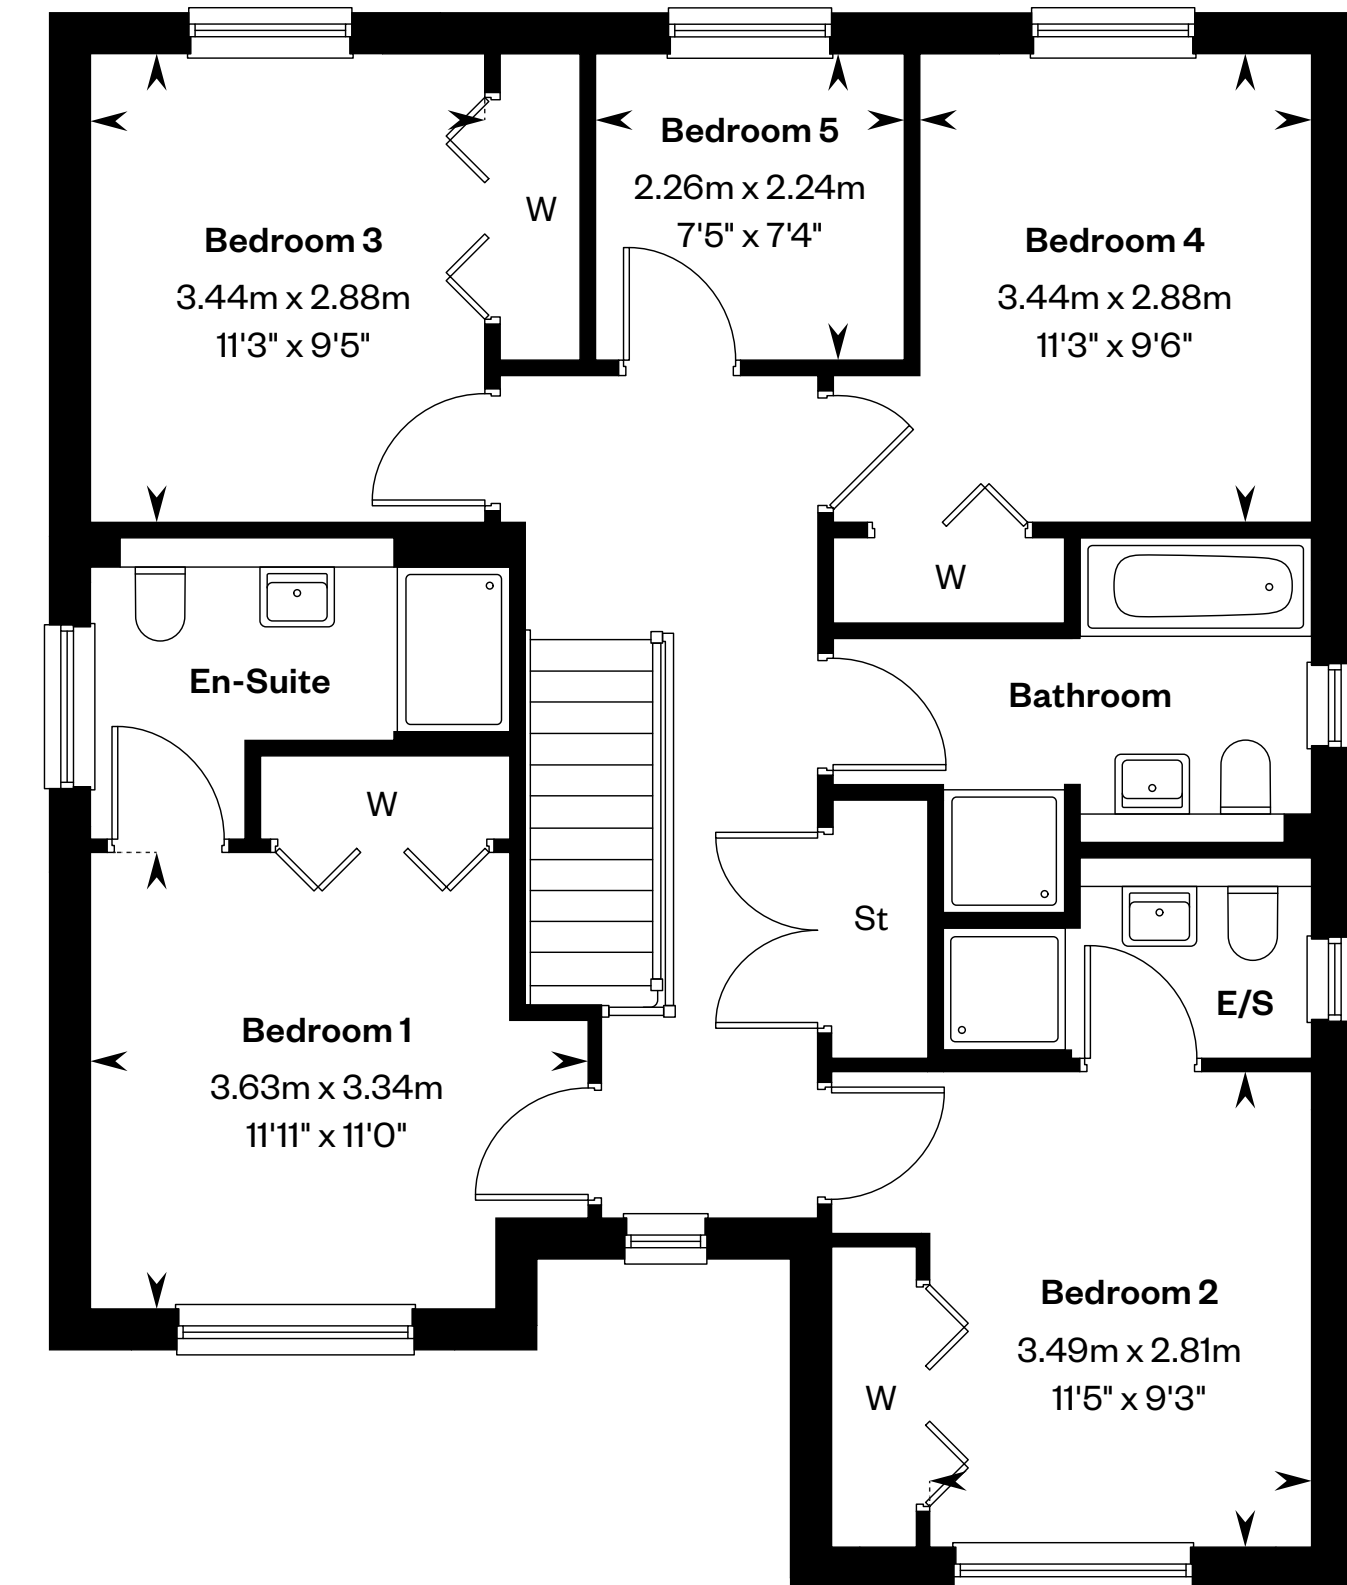 Bedroom 5
2.26m x 2.24m
7'5" x 7'4"
W
Bedroom 3
3.44m x 2.88m
11'3" x 9'5"
Bedroom 4
3.44m x 2.88m
11'3" x 9'6"
W
En-Suite
Bathroom
W
St
E/S
Bedroom 1
3.63m x 3.34m
11'11" x 11'0"
Bedroom 2
3.49m x 2.81m
11'5" x 9'3"
W